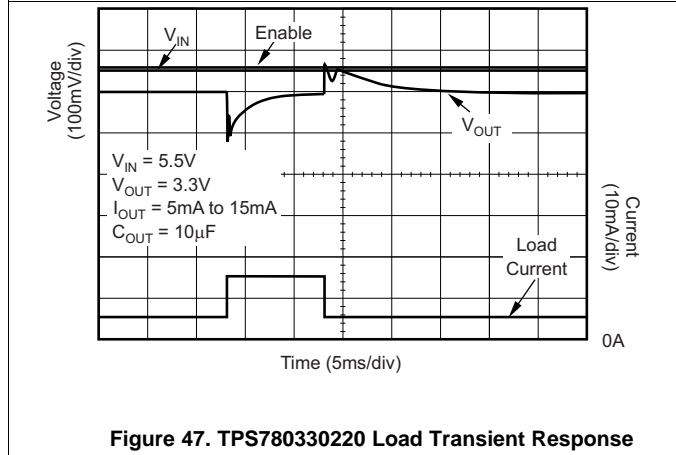 V_IN
Enable
Voltage
(100mV/div)
V_OUT
V_IN = 5.5V
V_OUT = 3.3V
I_OUT = 5mA to 15mA
C_OUT = 10μF
Load
Current
Current
(10mA/div)
0A
Time (5ms/div)
Figure 47. TPS780330220 Load Transient Response